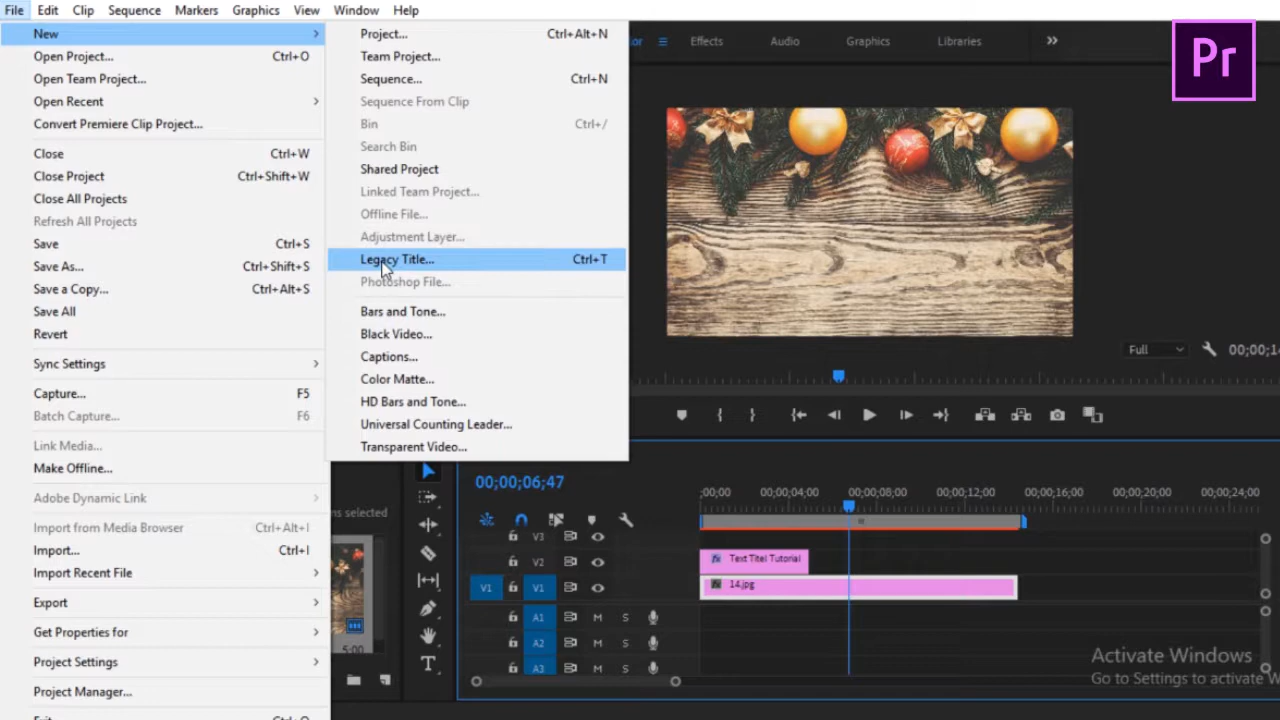 File Edit Clip Sequence Markers Graphics View Window Help
New
Open Project... Ctrl+O
Open Team Project...
Open Recent
Convert Premiere Clip Project...
Close Ctrl+W
Close Project Ctrl+Shift+W
Close All Projects
Refresh All Projects
Save Ctrl+S
Save As... Ctrl+Shift+S
Save a Copy... Ctrl+Alt+S
Save All
Revert
Sync Settings
Capture... F5
Batch Capture... F6
Link Media...
Make Offline...
Adobe Dynamic Link
Import from Media Browser Ctrl+Alt+I
Import... Ctrl+I
Import Recent File
Export
Get Properties for
Project Settings
Project Manager...
Project... Ctrl+Alt+N
Team Project...
Sequence... Ctrl+N
Sequence From Clip
Bin Ctrl+/
Search Bin
Shared Project
Linked Team Project...
Offline File...
Adjustment Layer...
Legacy Title... Ctrl+T
Photoshop File...
Bars and Tone...
Black Video...
Captions...
Color Matte...
HD Bars and Tone...
Universal Counting Leader...
Transparent Video...
Effects Audio Graphics Libraries
Pr
Full 00;00;14
selected
5:00
00;00;06;47
;00;00 00;00;04;00 00;00;08;00 00;00;12;00 00;00;16;00 00;00;20;00 00;00;24;00
V3
V2 fx Text Titel Tutorial
V1 V1 fx 14.jpg
A1 M S
A2 M S
A3 M S
Activate Windows
Go to Settings to activate W